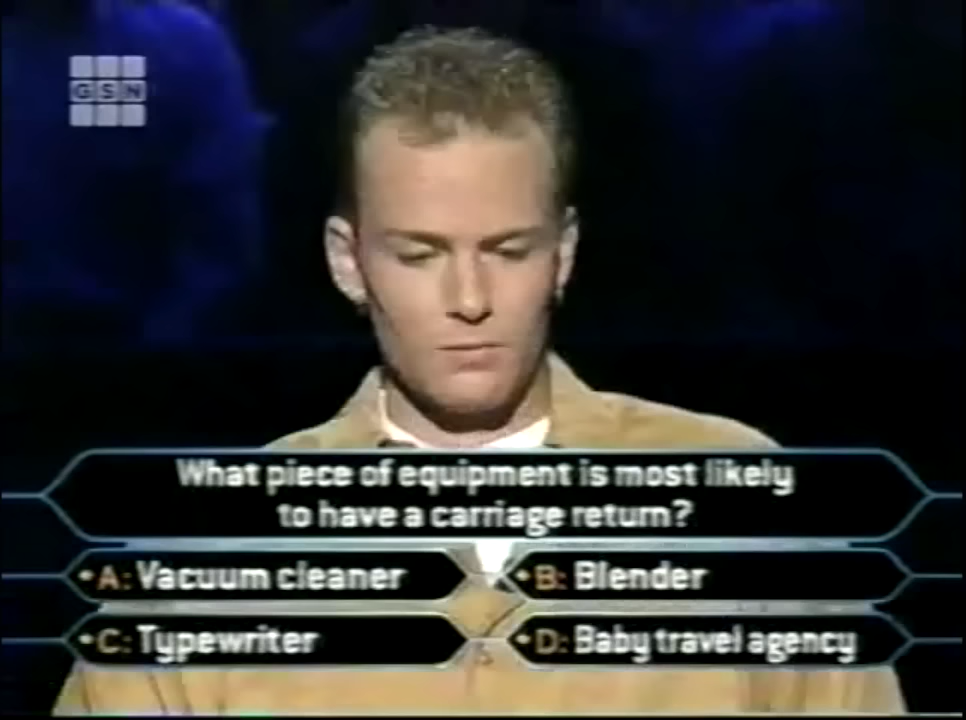 GSN
What piece of equipment is most likely
to have a carriage return?
A: Vacuum cleaner
B: Blender
C: Typewriter
D: Baby travel agency